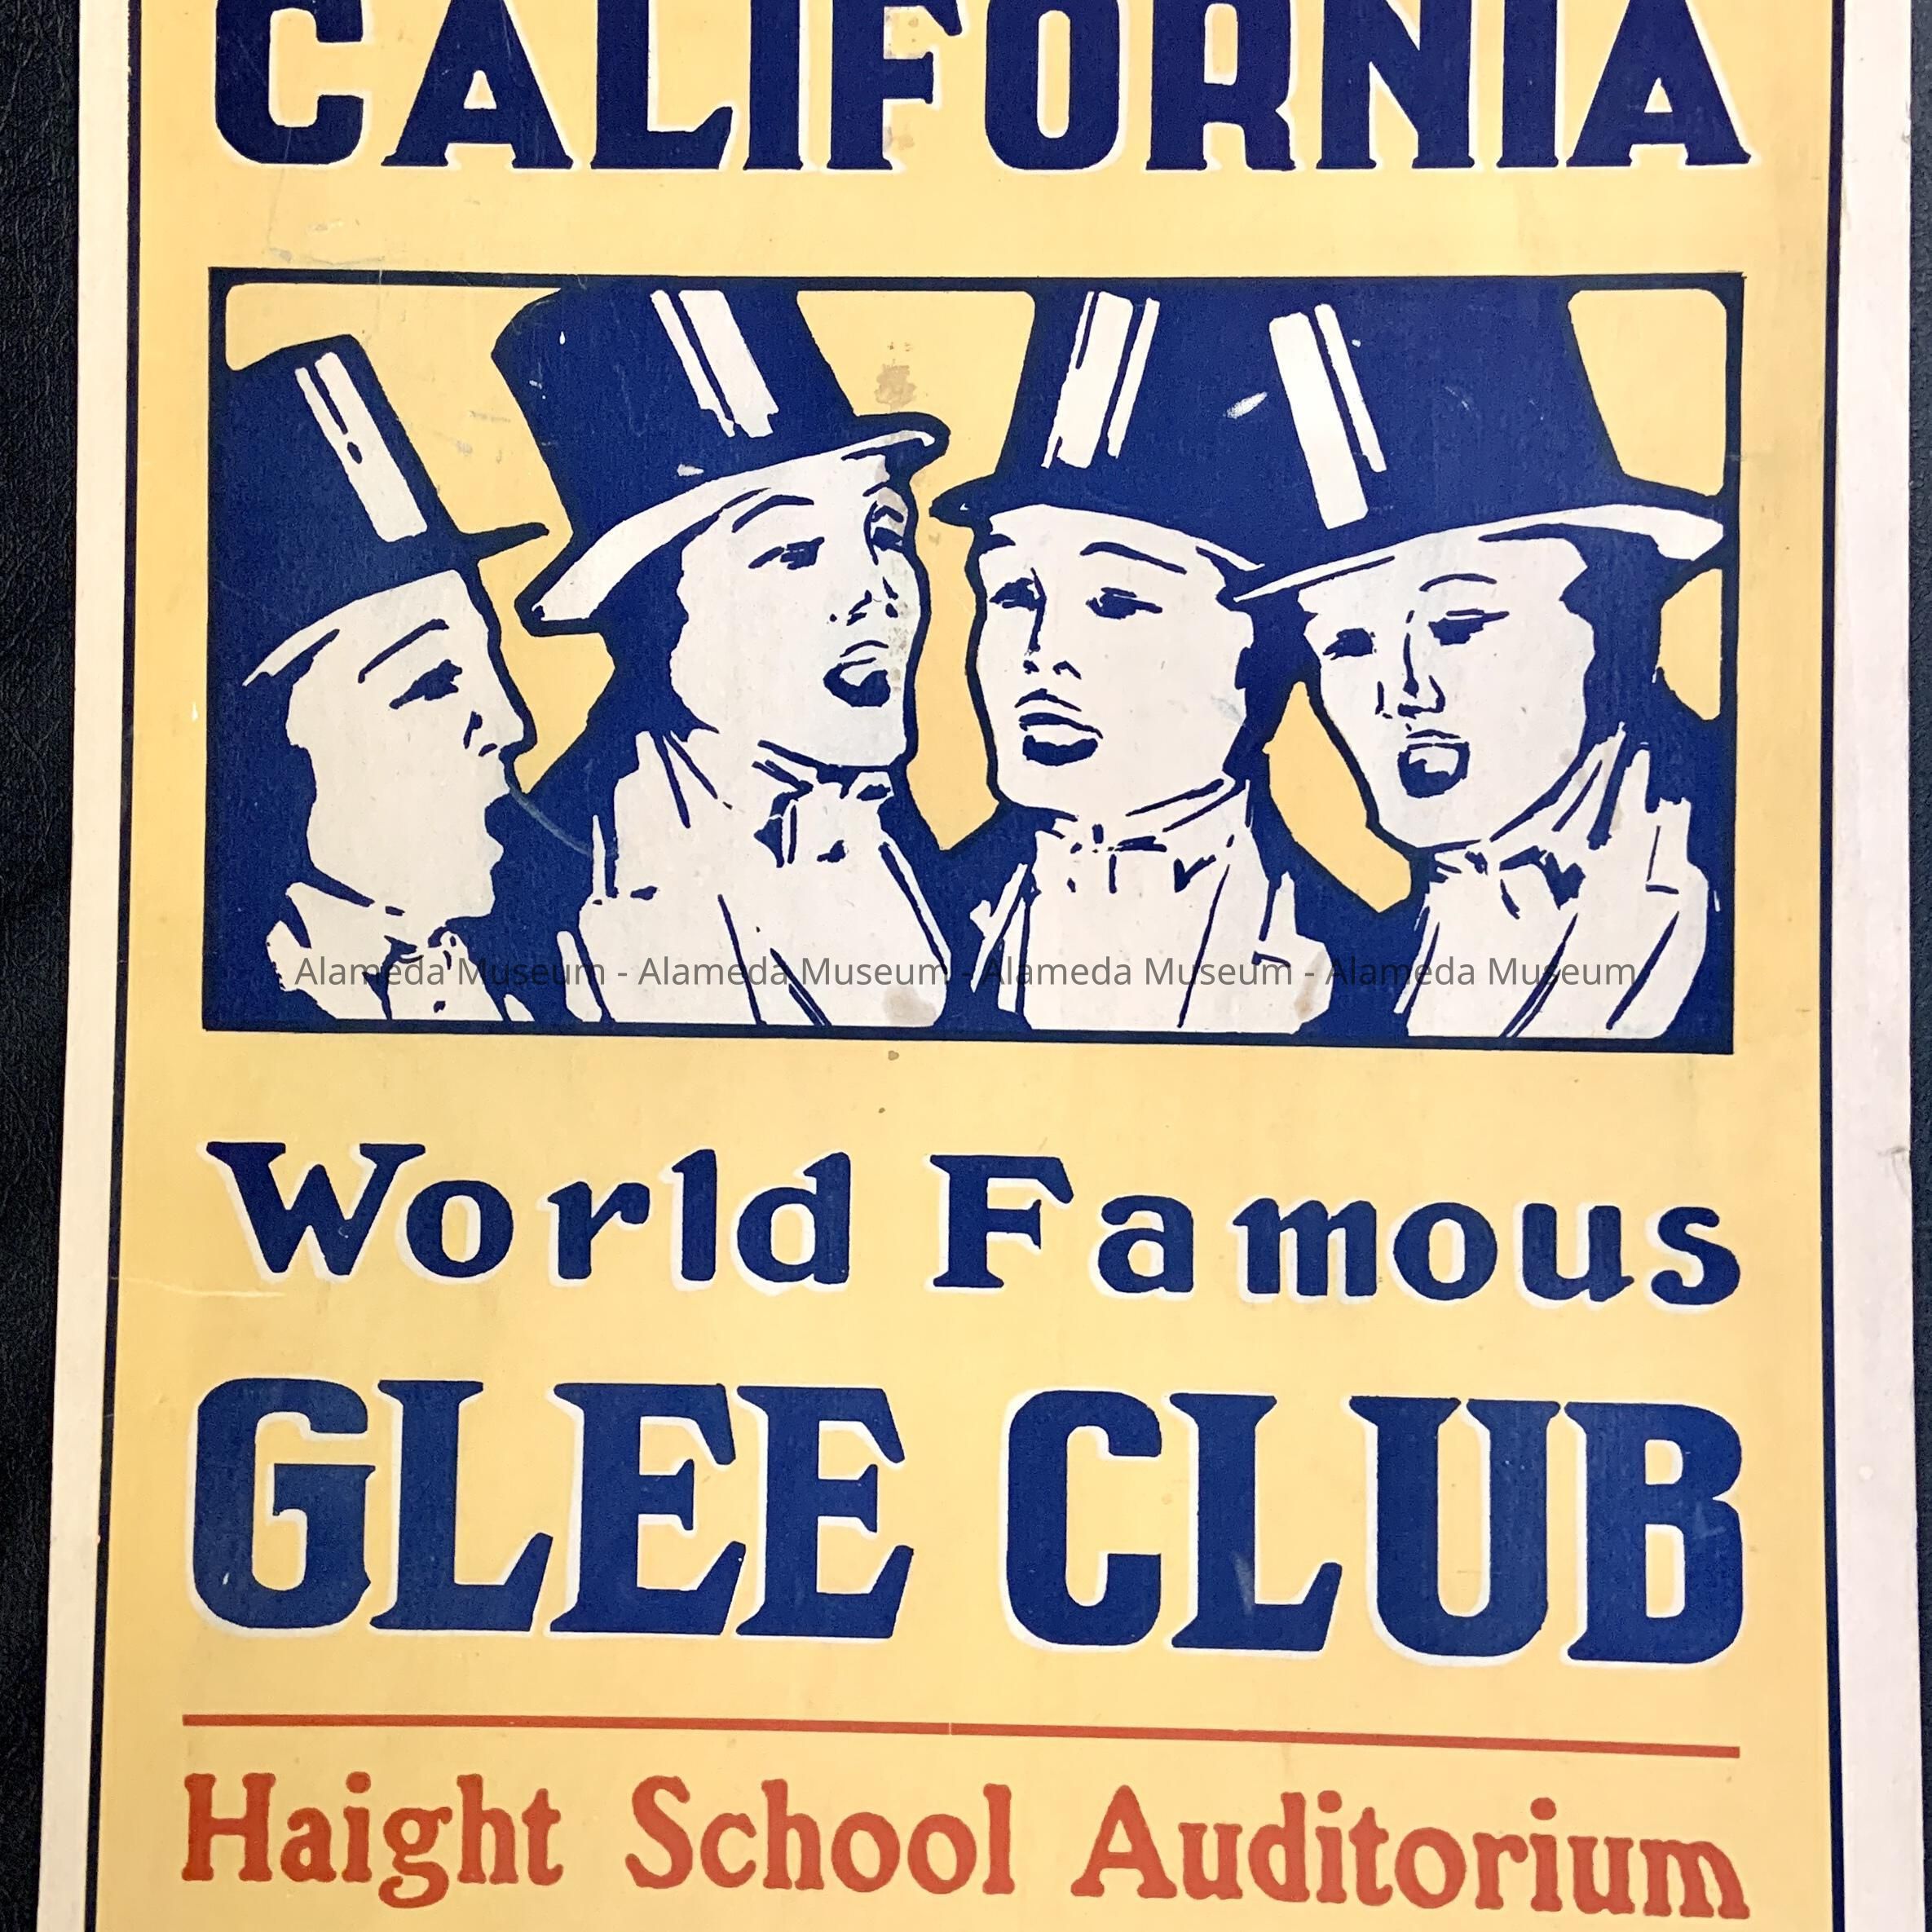 CALIFORNIA
Alameda Museum - Alameda Museum - Alameda Museum - Alameda Museum
World Famous
GLEE CLUB
Haight School Auditorium